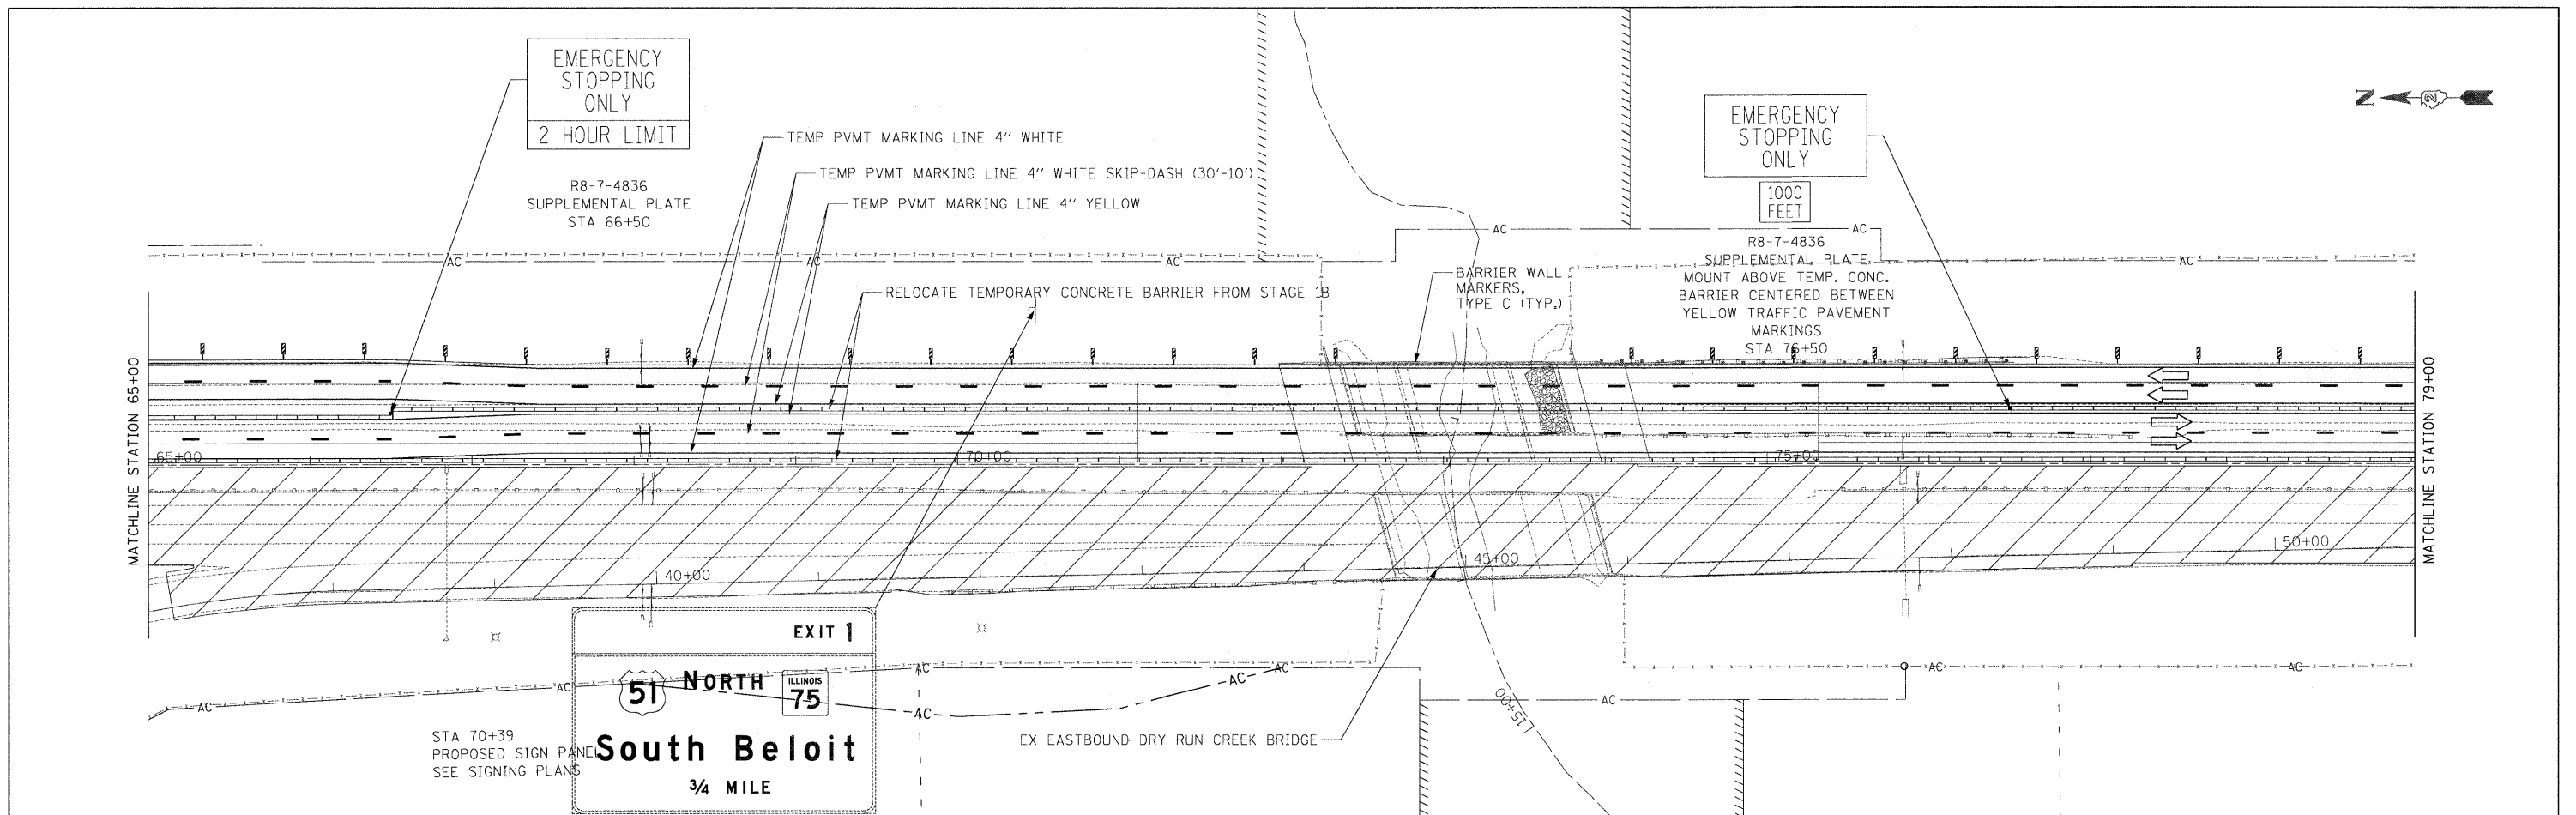 EMERGENCY
STOPPING
ONLY
2 HOUR LIMIT
R8-7-4836
SUPPLEMENTAL PLATE
STA 66+50
TEMP PVMT MARKING LINE 4" WHITE
TEMP PVMT MARKING LINE 4" WHITE SKIP-DASH (30'-10')
TEMP PVMT MARKING LINE 4" YELLOW
RELOCATE TEMPORARY CONCRETE BARRIER FROM STAGE 1B
BARRIER WALL
MARKERS,
TYPE C (TYP.)
EMERGENCY
STOPPING
ONLY
1000
FEET
R8-7-4836
SUPPLEMENTAL PLATE
MOUNT ABOVE TEMP. CONC.
BARRIER CENTERED BETWEEN
YELLOW TRAFFIC PAVEMENT
MARKINGS
STA 76+50
N
2
AC
AC
AC
AC
AC
AC
MATCHLINE STATION 65+00
MATCHLINE STATION 79+00
65+00
70+00
75+00
40+00
45+00
50+00
L15+00
AC
AC
AC
AC
AC
AC
AC
AC
AC
EXIT 1
51 NORTH ILLINOIS 75
South Beloit
3/4 MILE
STA 70+39
PROPOSED SIGN PANEL
SEE SIGNING PLANS
EX EASTBOUND DRY RUN CREEK BRIDGE